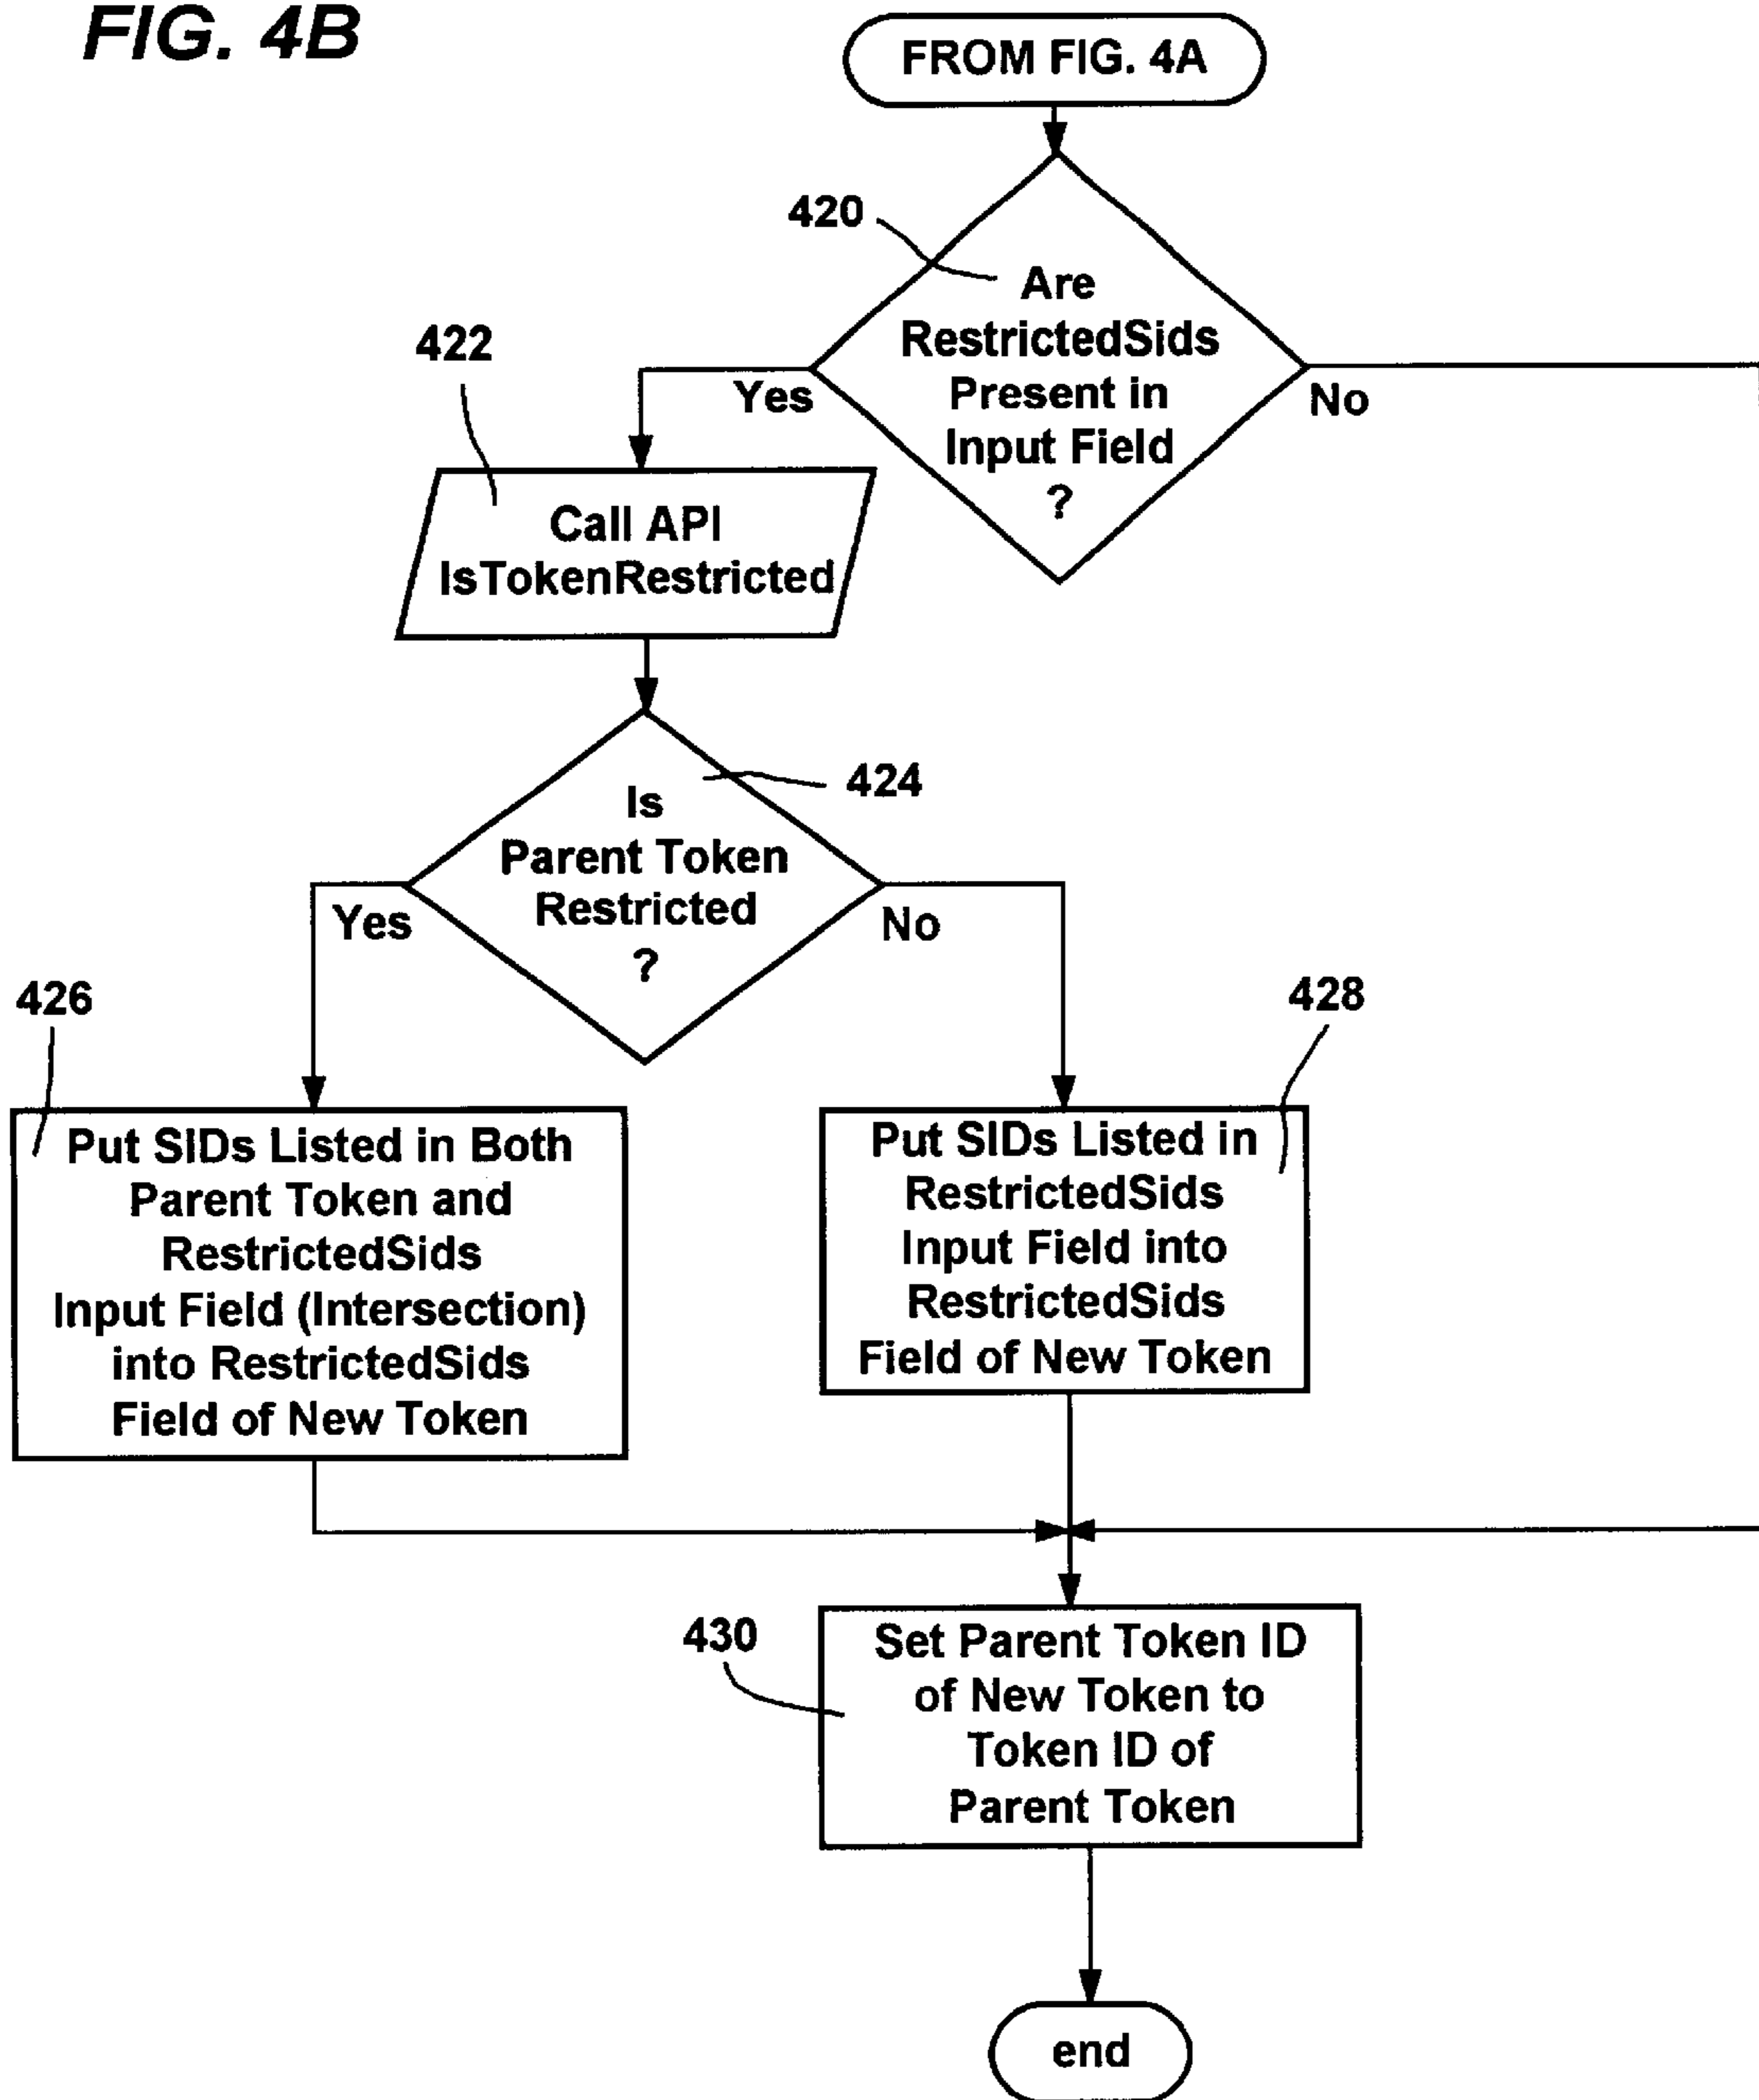 FIG. 4B
FROM FIG. 4A
420
Are
RestrictedSids
Present in
Input Field
?
Yes
No
422
Call API
IsTokenRestricted
424
Is
Parent Token
Restricted
?
Yes
No
426
Put SIDs Listed in Both
Parent Token and
RestrictedSids
Input Field (Intersection)
into RestrictedSids
Field of New Token
428
Put SIDs Listed in
RestrictedSids
Input Field into
RestrictedSids
Field of New Token
430
Set Parent Token ID
of New Token to
Token ID of
Parent Token
end